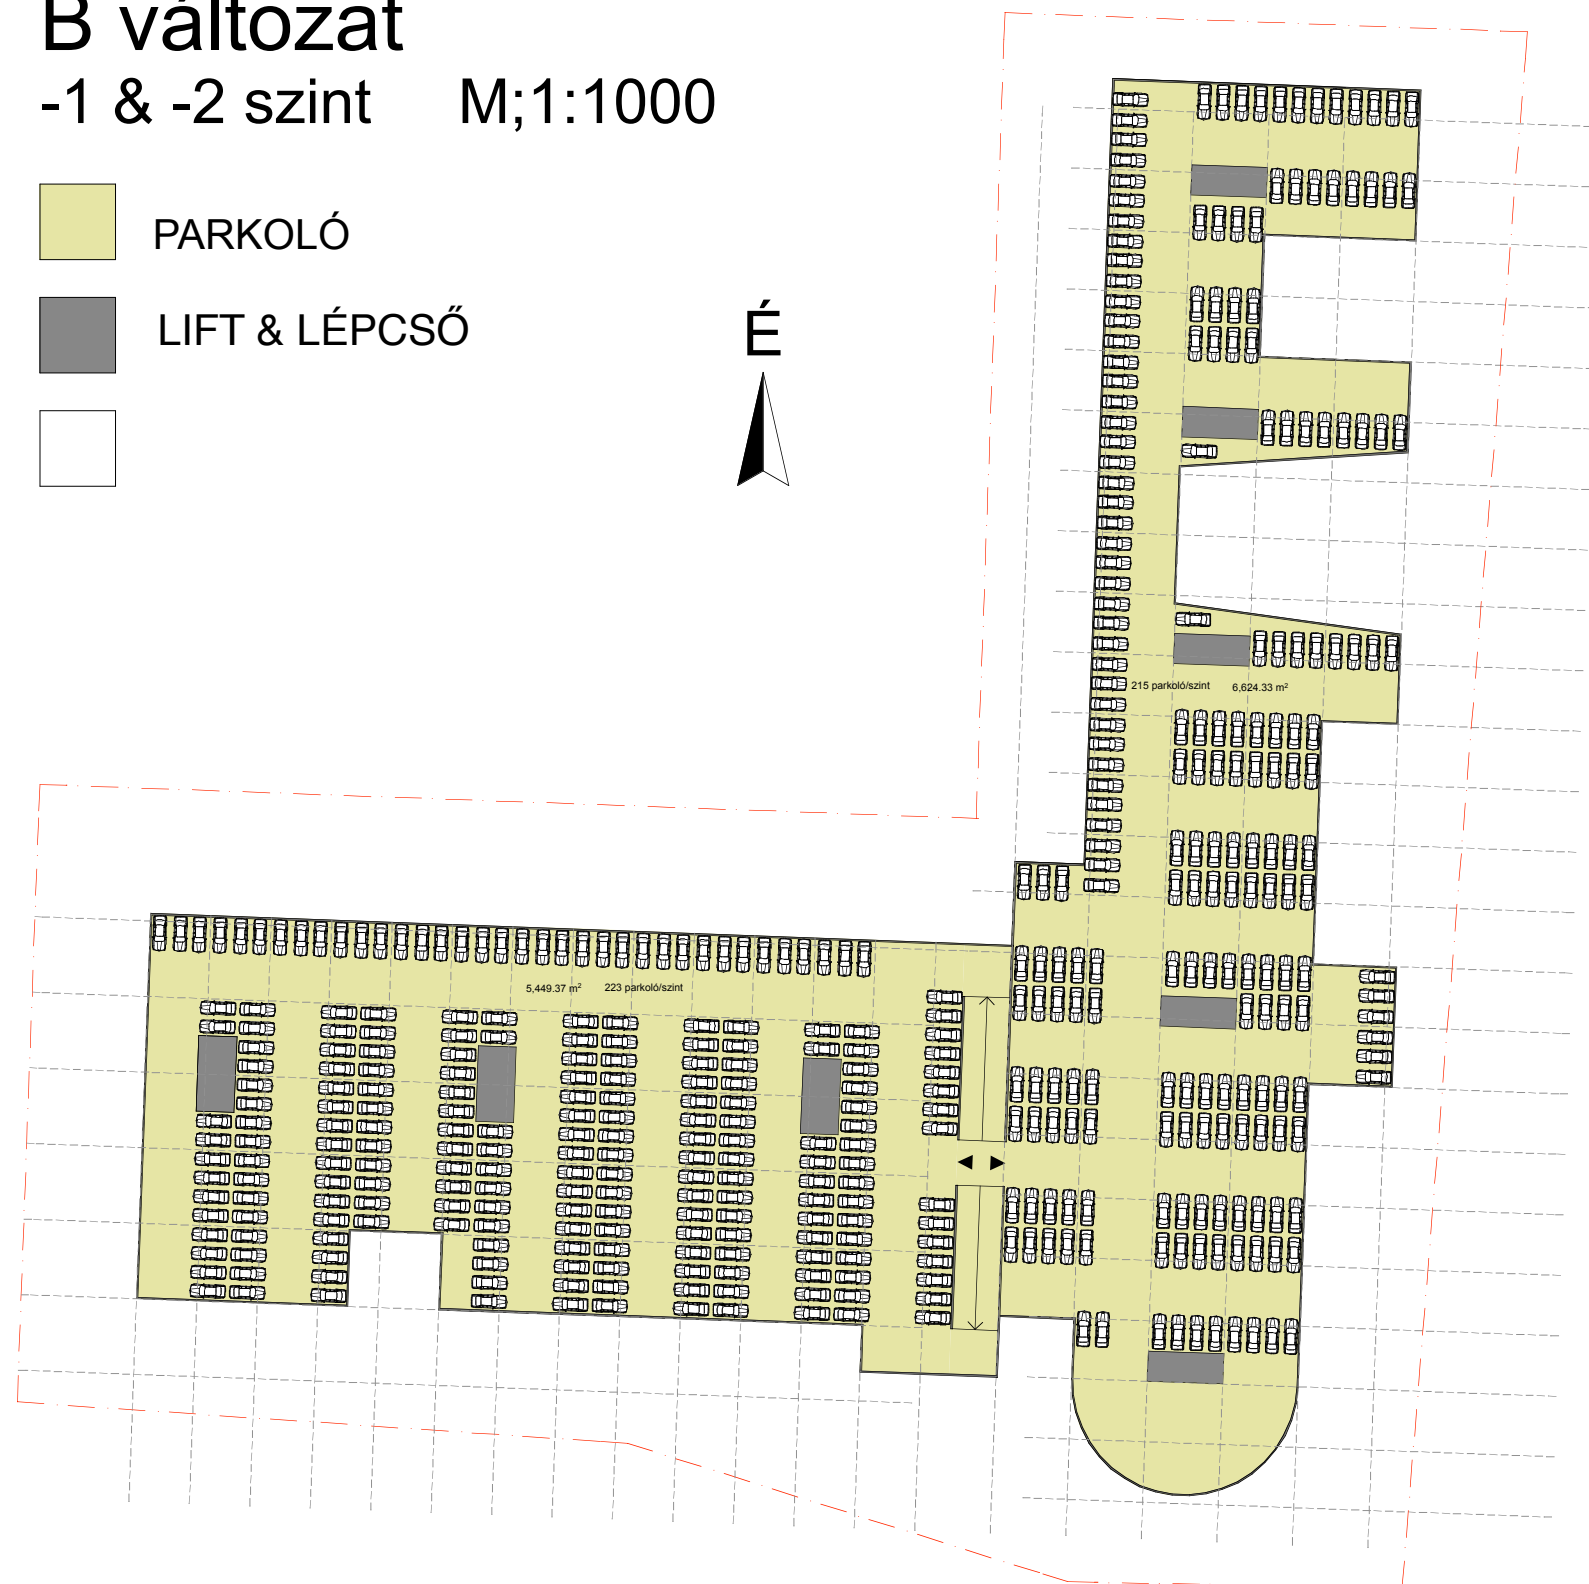 B változat
-1 & -2 szint M;1:1000
PARKOLÓ
LIFT & LÉPCSŐ
É
215 parkoló/szint 6,624.33 m²
5,449.37 m² 223 parkoló/szint